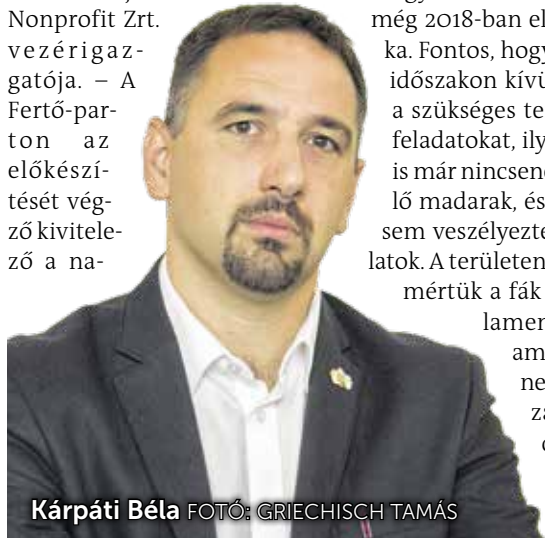 Nonprofit Zrt.
vezérigaz-
gatója. – A
Fertő-par-
ton az
előkészí-
tését vég-
ző kivitele-
ző a na-
még 2018-ban el
ka. Fontos, hogy
időszakon kívü
a szükséges te
feladatokat, ily
is már nincsene
lő madarak, és
sem veszélyezte
latok. A területen
mértük a fák
lamen
am
ne
za
Kárpáti Béla FOTÓ: GRIECHISCH TAMÁS